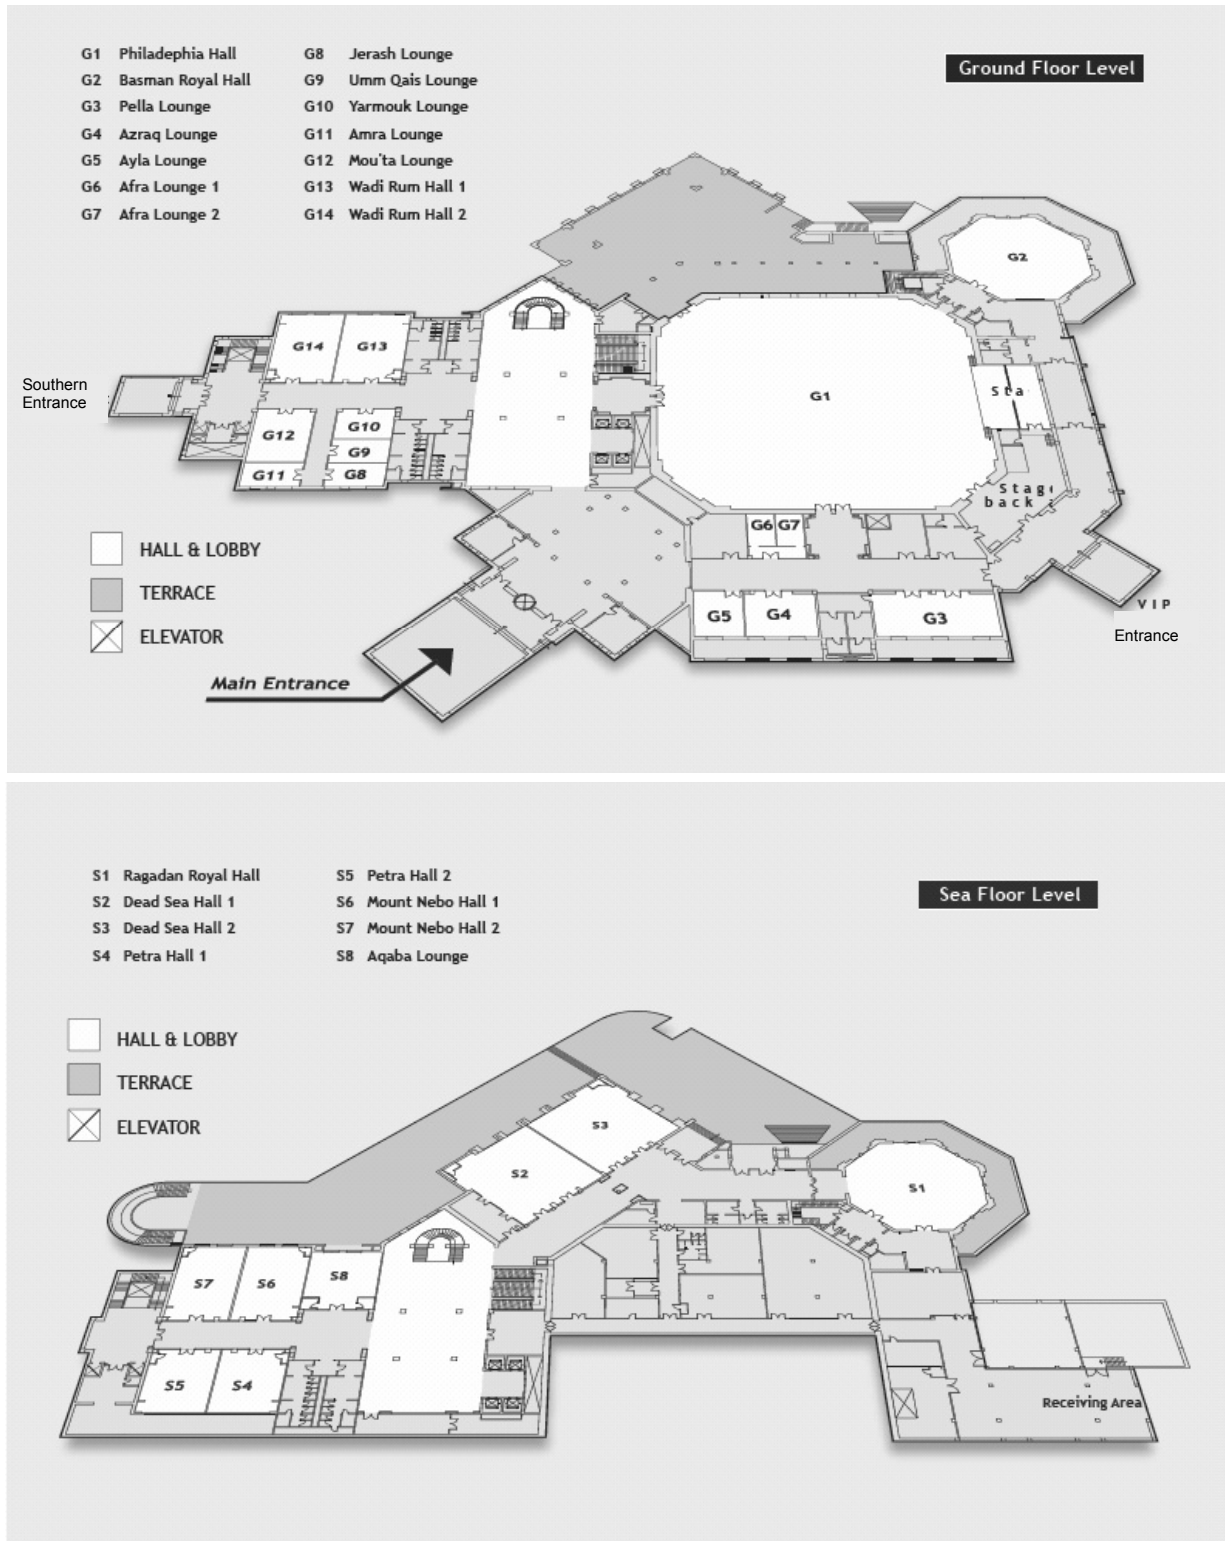 Ground Floor Level
G1 Philadephia Hall
G2 Basman Royal Hall
G3 Pella Lounge
G4 Azraq Lounge
G5 Ayla Lounge
G6 Afra Lounge 1
G7 Afra Lounge 2
G8 Jerash Lounge
G9 Umm Qais Lounge
G10 Yarmouk Lounge
G11 Amra Lounge
G12 Mou'ta Lounge
G13 Wadi Rum Hall 1
G14 Wadi Rum Hall 2
G2
G14
G13
Southern
Entrance
G1
Sta
G12
G10
G9
G11
G8
Stage
back
G6
G7
HALL & LOBBY
TERRACE
ELEVATOR
G5
G4
G3
VIP
Entrance
Main Entrance
Sea Floor Level
S1 Ragadan Royal Hall
S2 Dead Sea Hall 1
S3 Dead Sea Hall 2
S4 Petra Hall 1
S5 Petra Hall 2
S6 Mount Nebo Hall 1
S7 Mount Nebo Hall 2
S8 Aqaba Lounge
HALL & LOBBY
TERRACE
ELEVATOR
S3
S2
S1
S7
S6
S8
S5
S4
Receiving Area